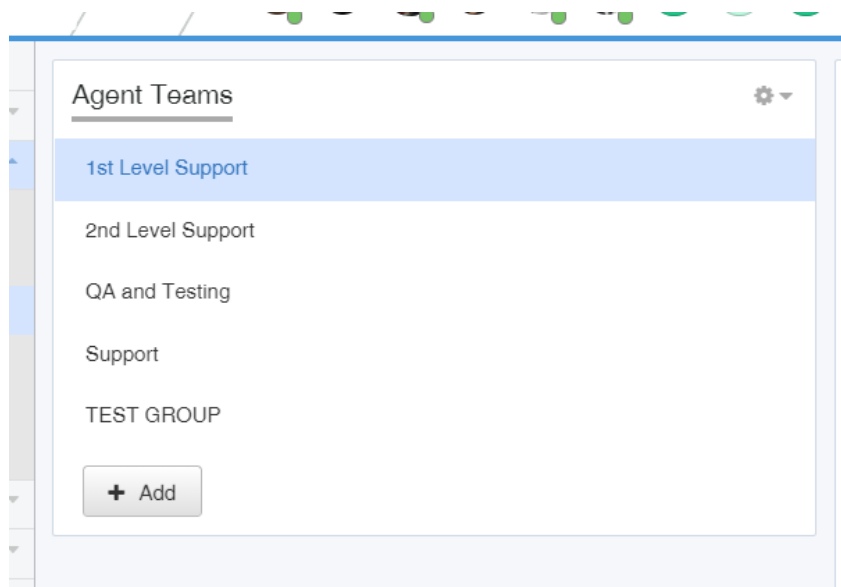 Agent Teams
1st Level Support
2nd Level Support
QA and Testing
Support
TEST GROUP
+ Add